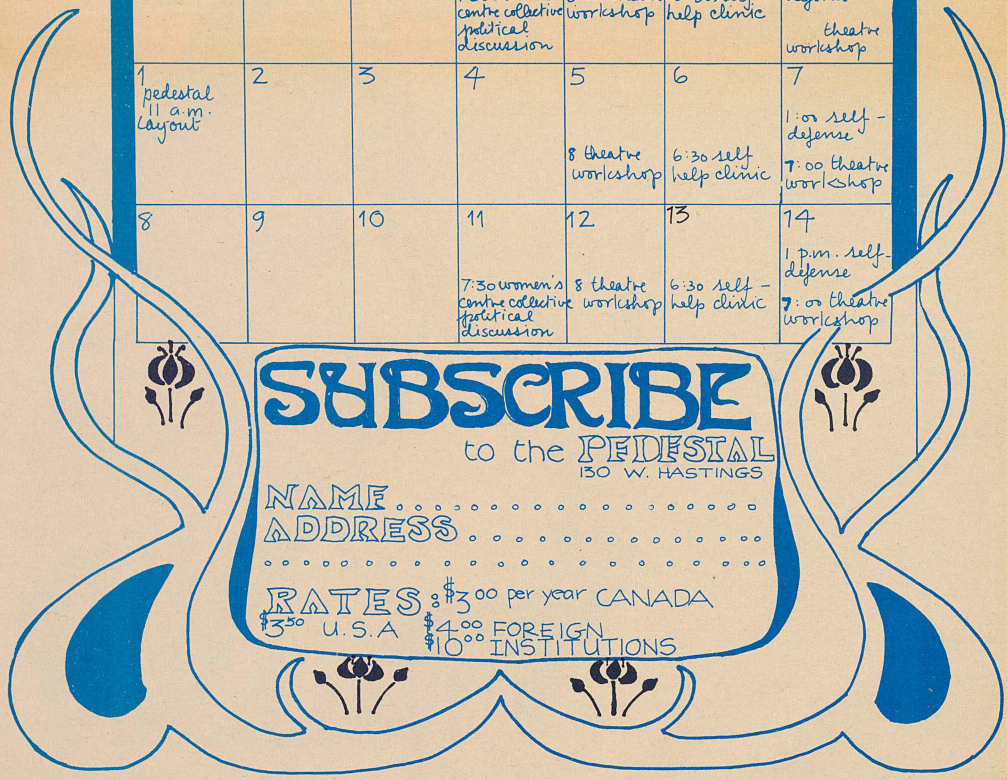 centre collective
political
discussion
workshop
help clinic
theatre
workshop
1
pedestal
11 a.m.
layout
2
3
4
5
8 theatre
workshop
6
6:30 self
help clinic
7
1:00 self-
defense
7:00 theatre
workshop
8
9
10
11
7:30 women's
centre collective
political
discussion
12
8 theatre
workshop
13
6:30 self-
help clinic
14
1 p.m. self-
defense
7:00 theatre
workshop
SUBSCRIBE
to the PEDESTAL
130 W. HASTINGS
NAME..................
ADDRESS................
........................
RATES: $3.00 per year CANADA
$3.50 U.S.A $4.00 FOREIGN
$10.00 INSTITUTIONS